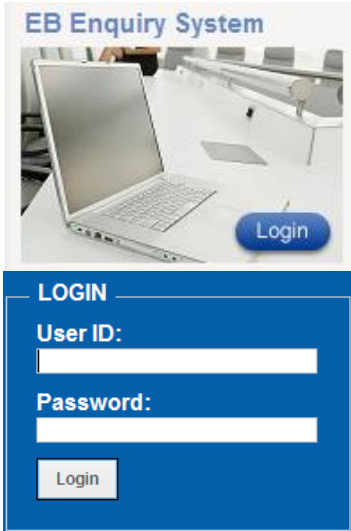 EB Enquiry System
Login
LOGIN
User ID:
Password:
Login